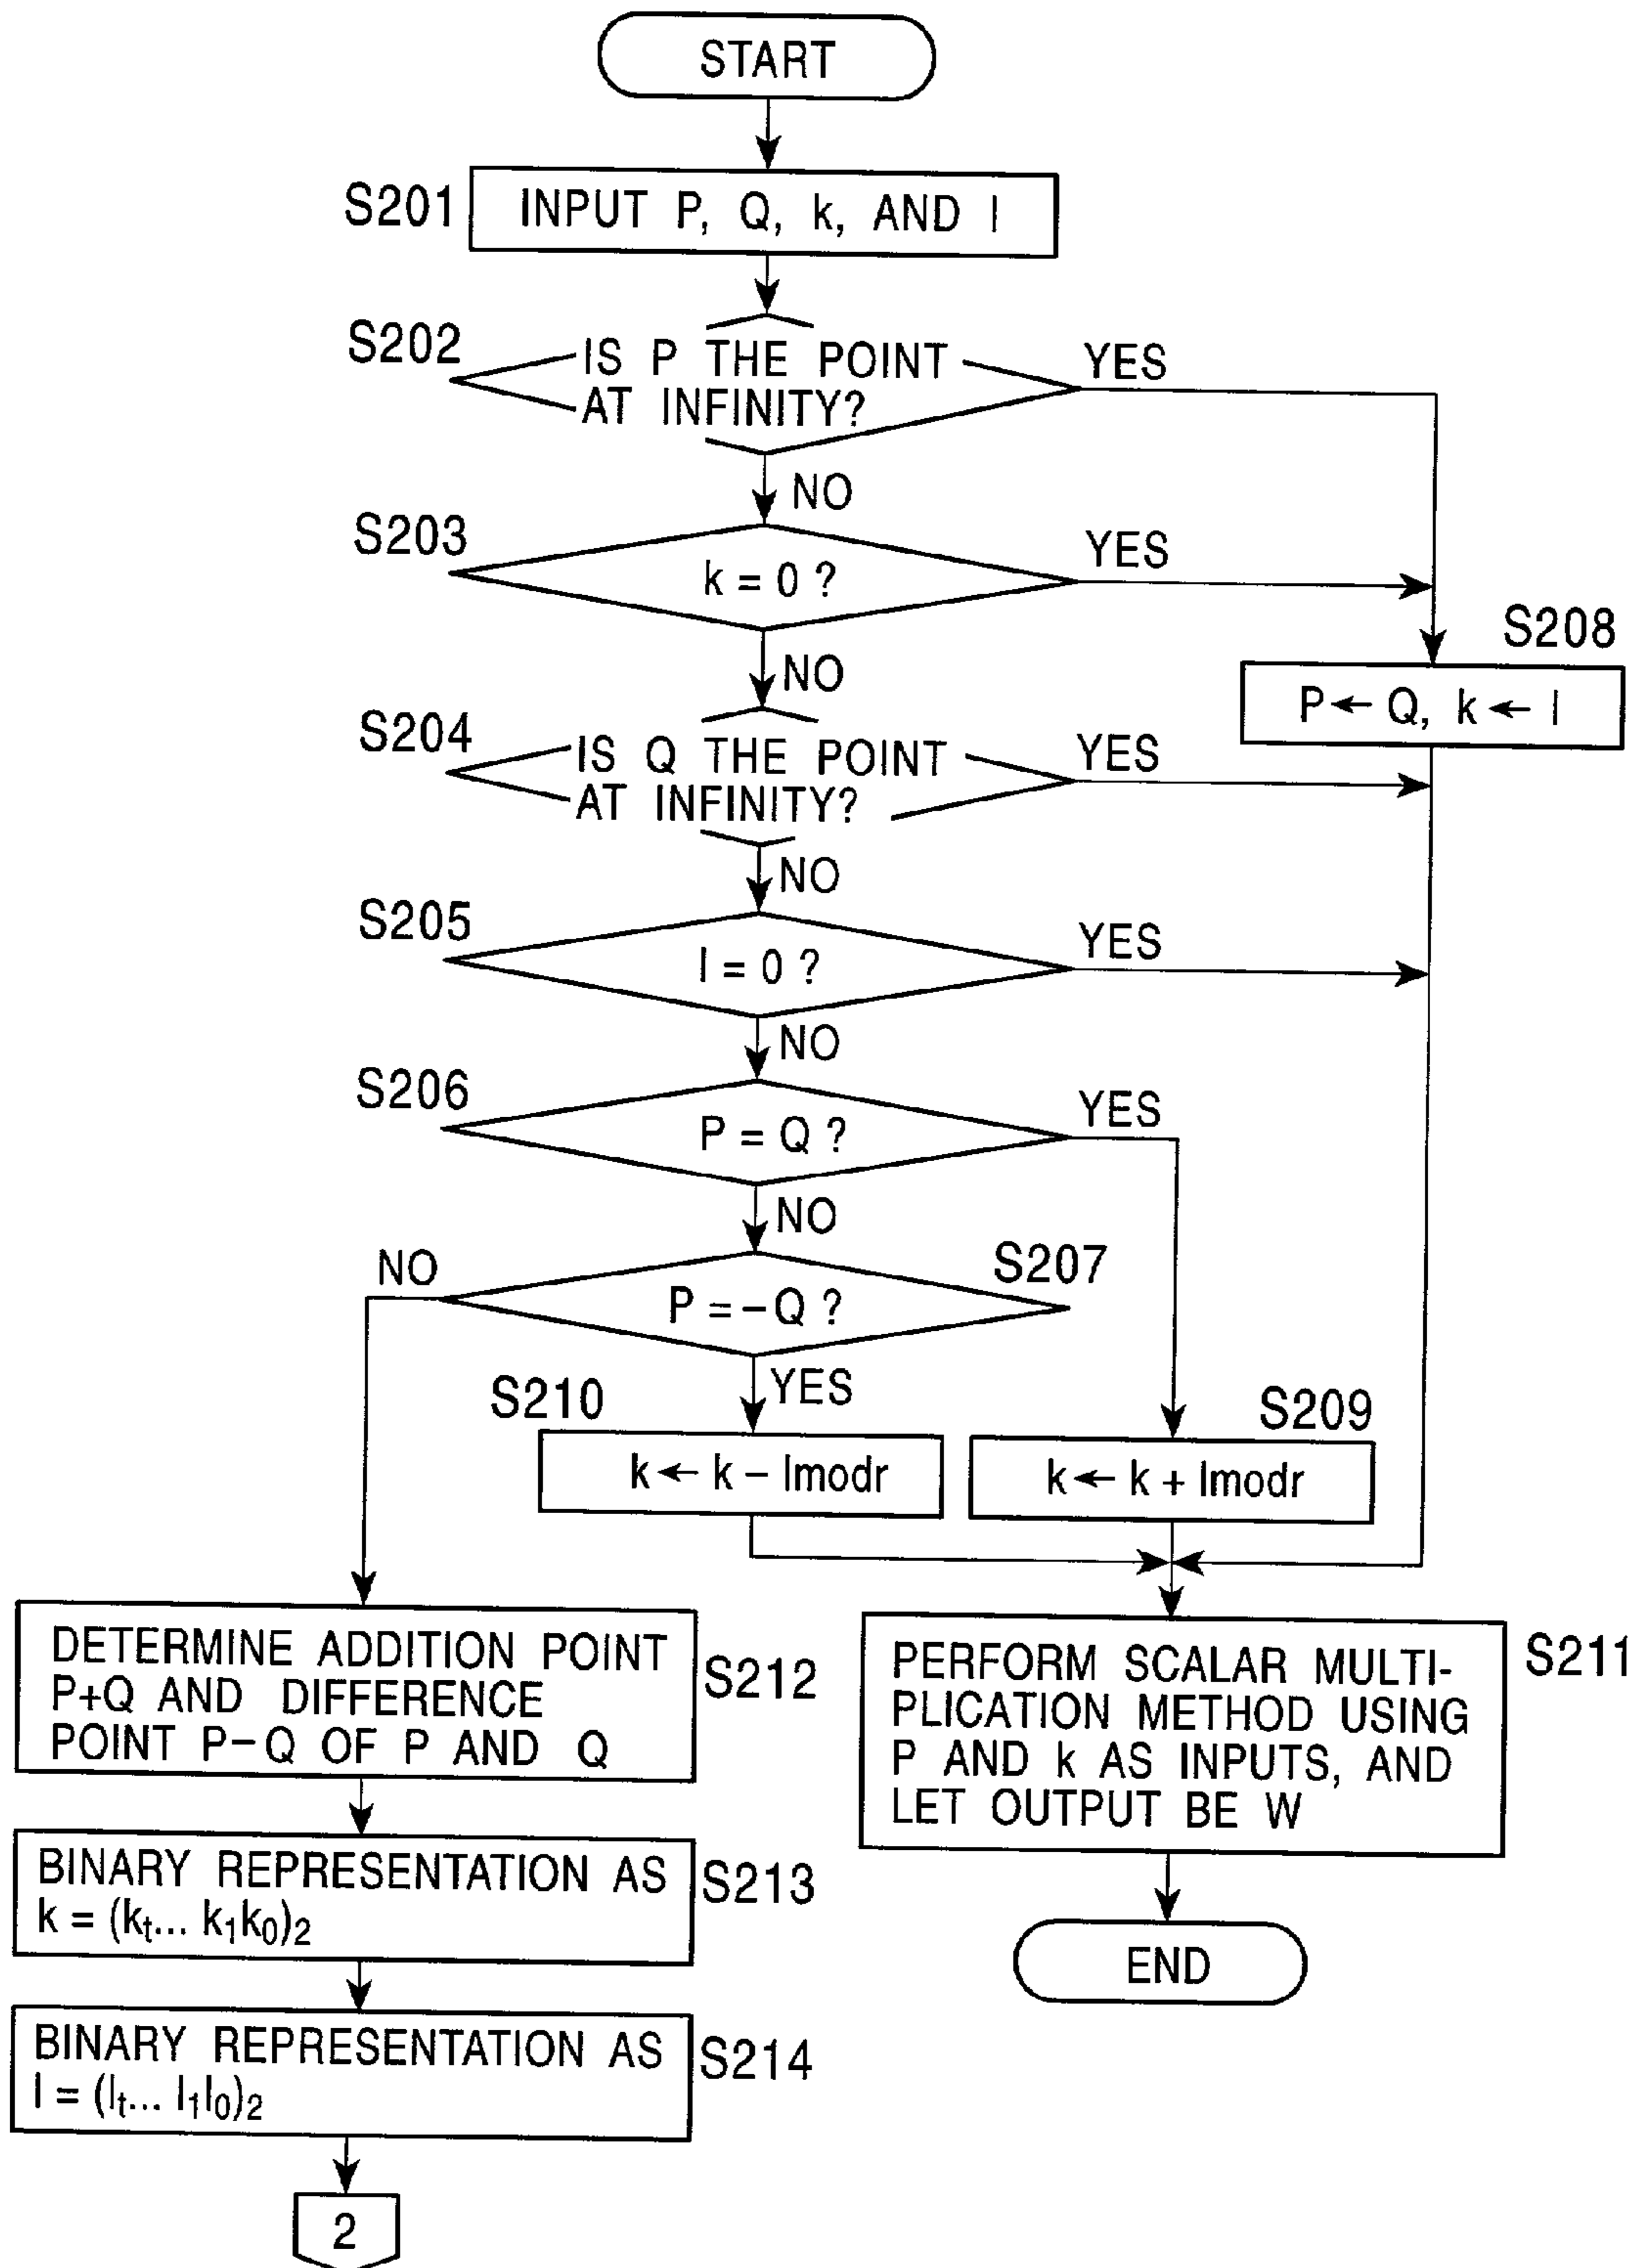 START
S201
INPUT P, Q, k, AND l
S202
IS P THE POINT
AT INFINITY?
YES
NO
S203
k = 0 ?
YES
NO
S208
P ← Q, k ← l
S204
IS Q THE POINT
AT INFINITY?
YES
NO
S205
l = 0 ?
YES
NO
S206
P = Q ?
YES
NO
S207
P = −Q ?
NO
YES
S210
k ← k − lmodr
S209
k ← k + lmodr
DETERMINE ADDITION POINT
P+Q AND DIFFERENCE
POINT P−Q OF P AND Q
S212
PERFORM SCALAR MULTI-
PLICATION METHOD USING
P AND k AS INPUTS, AND
LET OUTPUT BE W
S211
BINARY REPRESENTATION AS
k = (kt... k1k0)2
S213
END
BINARY REPRESENTATION AS
l = (lt... l1l0)2
S214
2